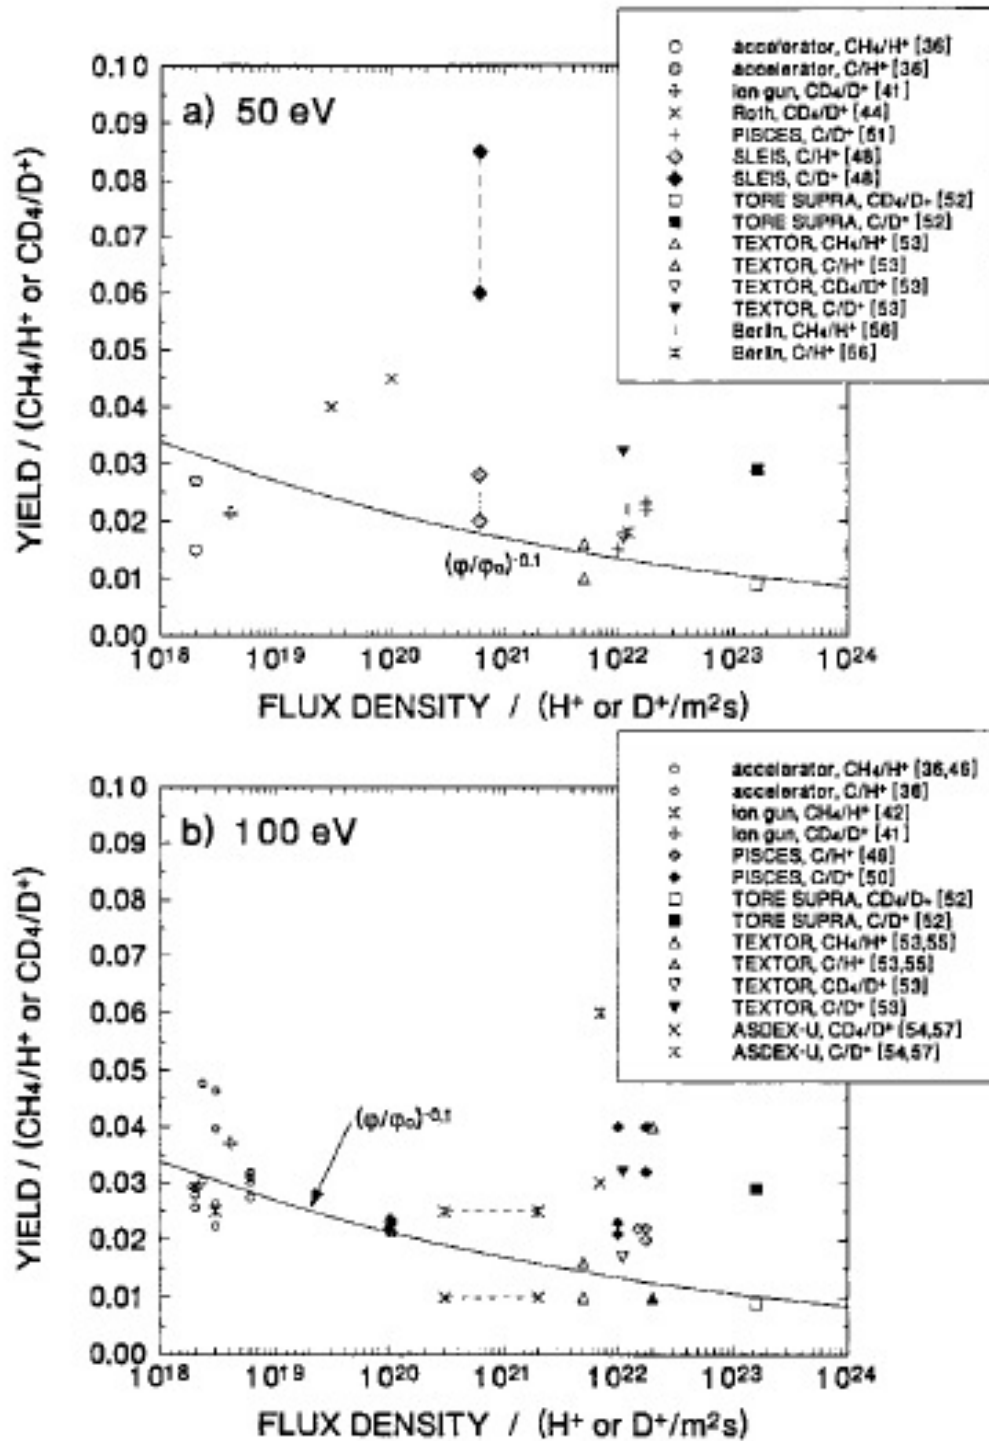 accelerator, CH₄/H⁺ [36]
accelerator, C/H⁺ [36]
ion gun, CD₄/D⁺ [41]
Roth, CD₄/D⁺ [44]
PISCES, C/D⁺ [51]
SLEIS, C/H⁺ [48]
SLEIS, C/D⁺ [48]
TORE SUPRA, CD₄/D₊ [52]
TORE SUPRA, C/D⁺ [52]
TEXTOR, CH₄/H⁺ [53]
TEXTOR, C/H⁺ [53]
TEXTOR, CD₄/D⁺ [53]
TEXTOR, C/D⁺ [53]
Berlin, CH₄/H⁺ [56]
Berlin, C/H⁺ [56]
a) 50 eV
YIELD / (CH₄/H⁺ or CD₄/D⁺)
0.10
0.09
0.08
0.07
0.06
0.05
0.04
0.03
0.02
0.01
0.00
(φ/φ₀)⁻⁰·¹
10¹⁸ 10¹⁹ 10²⁰ 10²¹ 10²² 10²³ 10²⁴
FLUX DENSITY / (H⁺ or D⁺/m²s)
accelerator, CH₄/H⁺ [36,46]
accelerator, C/H⁺ [36]
ion gun, CH₄/H⁺ [42]
ion gun, CD₄/D⁺ [41]
PISCES, C/H⁺ [49]
PISCES, C/D⁺ [50]
TORE SUPRA, CD₄/D₊ [52]
TORE SUPRA, C/D⁺ [52]
TEXTOR, CH₄/H⁺ [53,55]
TEXTOR, C/H⁺ [53,55]
TEXTOR, CD₄/D⁺ [53]
TEXTOR, C/D⁺ [53]
ASDEX-U, CD₄/D⁺ [54,57]
ASDEX-U, C/D⁺ [54,57]
b) 100 eV
YIELD / (CH₄/H⁺ or CD₄/D⁺)
0.10
0.09
0.08
0.07
0.06
0.05
0.04
0.03
0.02
0.01
0.00
(φ/φ₀)⁻⁰·¹
10¹⁸ 10¹⁹ 10²⁰ 10²¹ 10²² 10²³ 10²⁴
FLUX DENSITY / (H⁺ or D⁺/m²s)